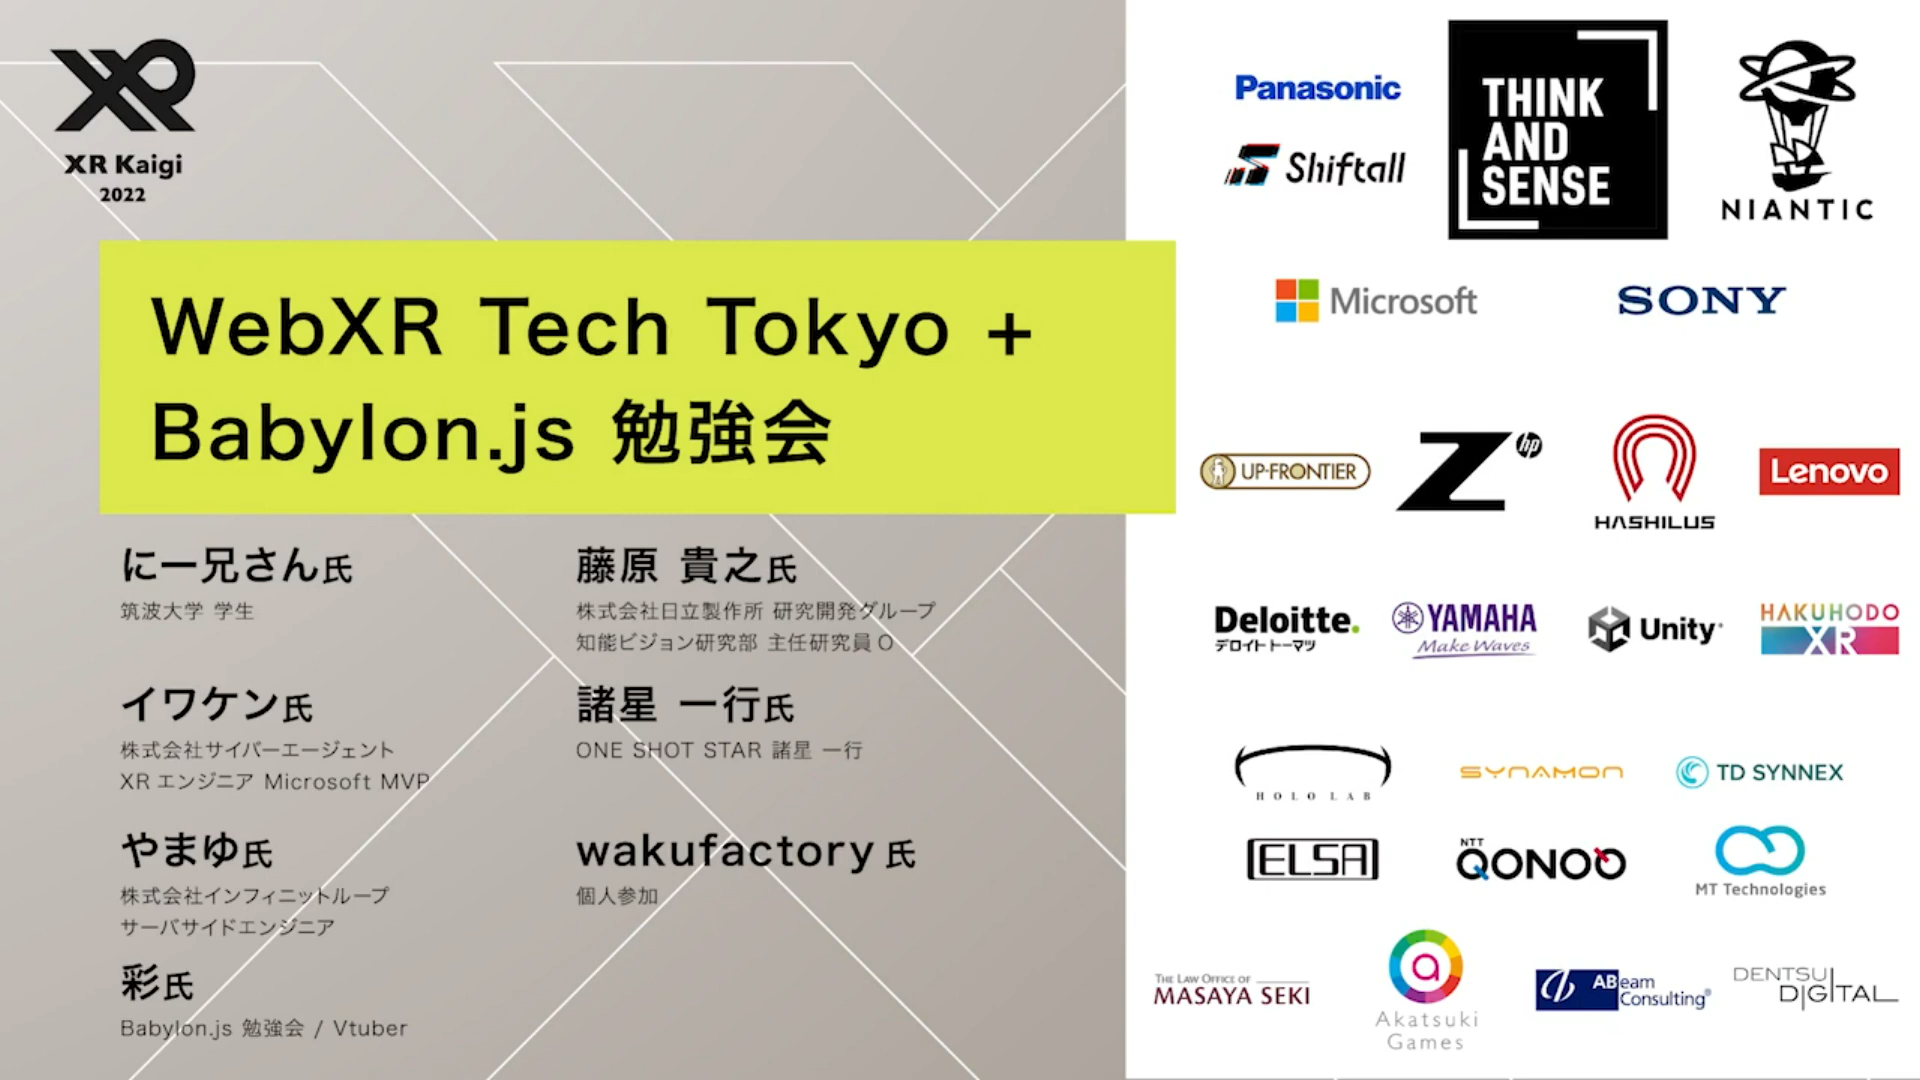 XR Kaigi
2022
WebXR Tech Tokyo +
Babylon.js 勉強会
にー兄さん氏
筑波大学 学生
イワケン氏
株式会社サイバーエージェント
XR エンジニア Microsoft MVP
やまゆ氏
株式会社インフィニットループ
サーバサイドエンジニア
彩氏
Babylon.js 勉強会 / Vtuber
藤原 貴之氏
株式会社日立製作所 研究開発グループ
知能ビジョン研究部 主任研究員 O
諸星 一行氏
ONE SHOT STAR 諸星 一行
wakufactory 氏
個人参加
Panasonic
Shiftall
THINK
AND
SENSE
NIANTIC
Microsoft
SONY
UP-FRONTIER
Z hp
HASHILUS
Lenovo
Deloitte.
デロイト トーマツ
YAMAHA
Make Waves
Unity
HAKUHODO
XR
HOLO LAB
SYNAMON
TD SYNNEX
ELSA
NTT
QONOQ
MT Technologies
THE LAW OFFICE OF
MASAYA SEKI
a
Akatsuki
Games
ABeam
Consulting®
DENTSU
DIGITAL